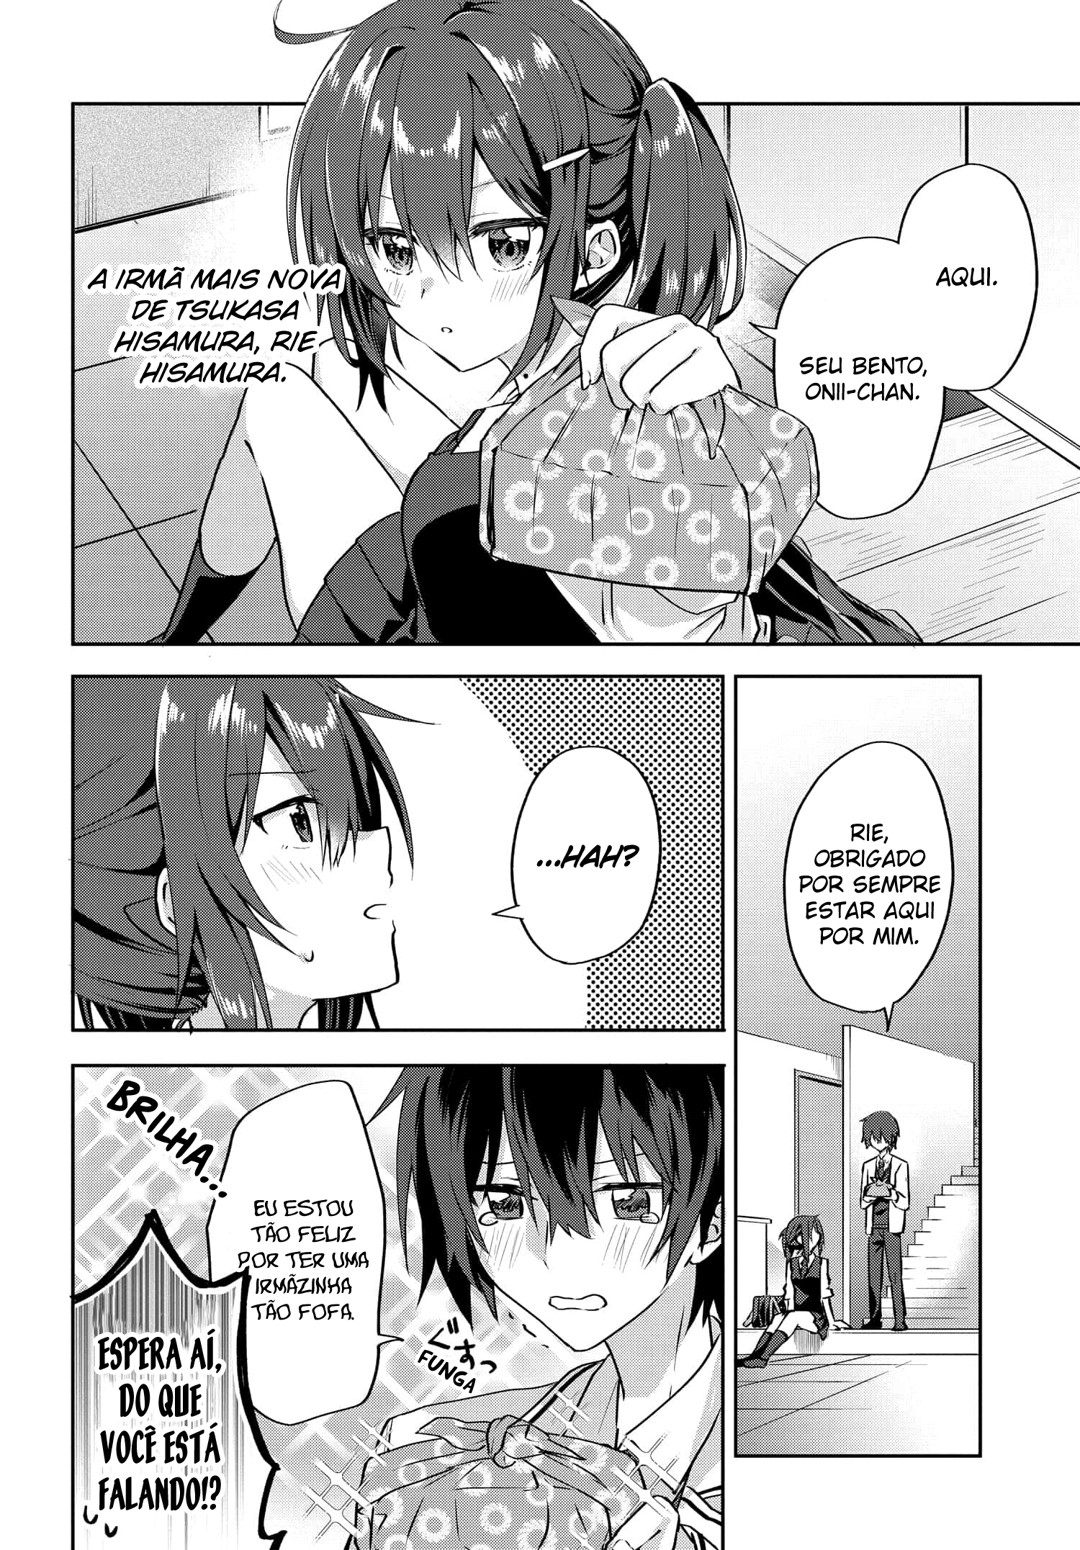 AQUI.
SEU BENTO,
ONII-CHAN.
A IRMÃ MAIS NOVA
DE TSUKASA
HISAMURA, RIE
HISAMURA.
RIE,
OBRIGADO
POR SEMPRE
ESTAR AQUI
POR MIM.
...HAH?
BRILHA...
EU ESTOU
TÃO FELIZ
POR TER UMA
IRMÃZINHA
TÃO FOFA.
ぐすっ
FUNGA
ESPERA AÍ,
DO QUE
VOCÊ ESTÁ
FALANDO!?